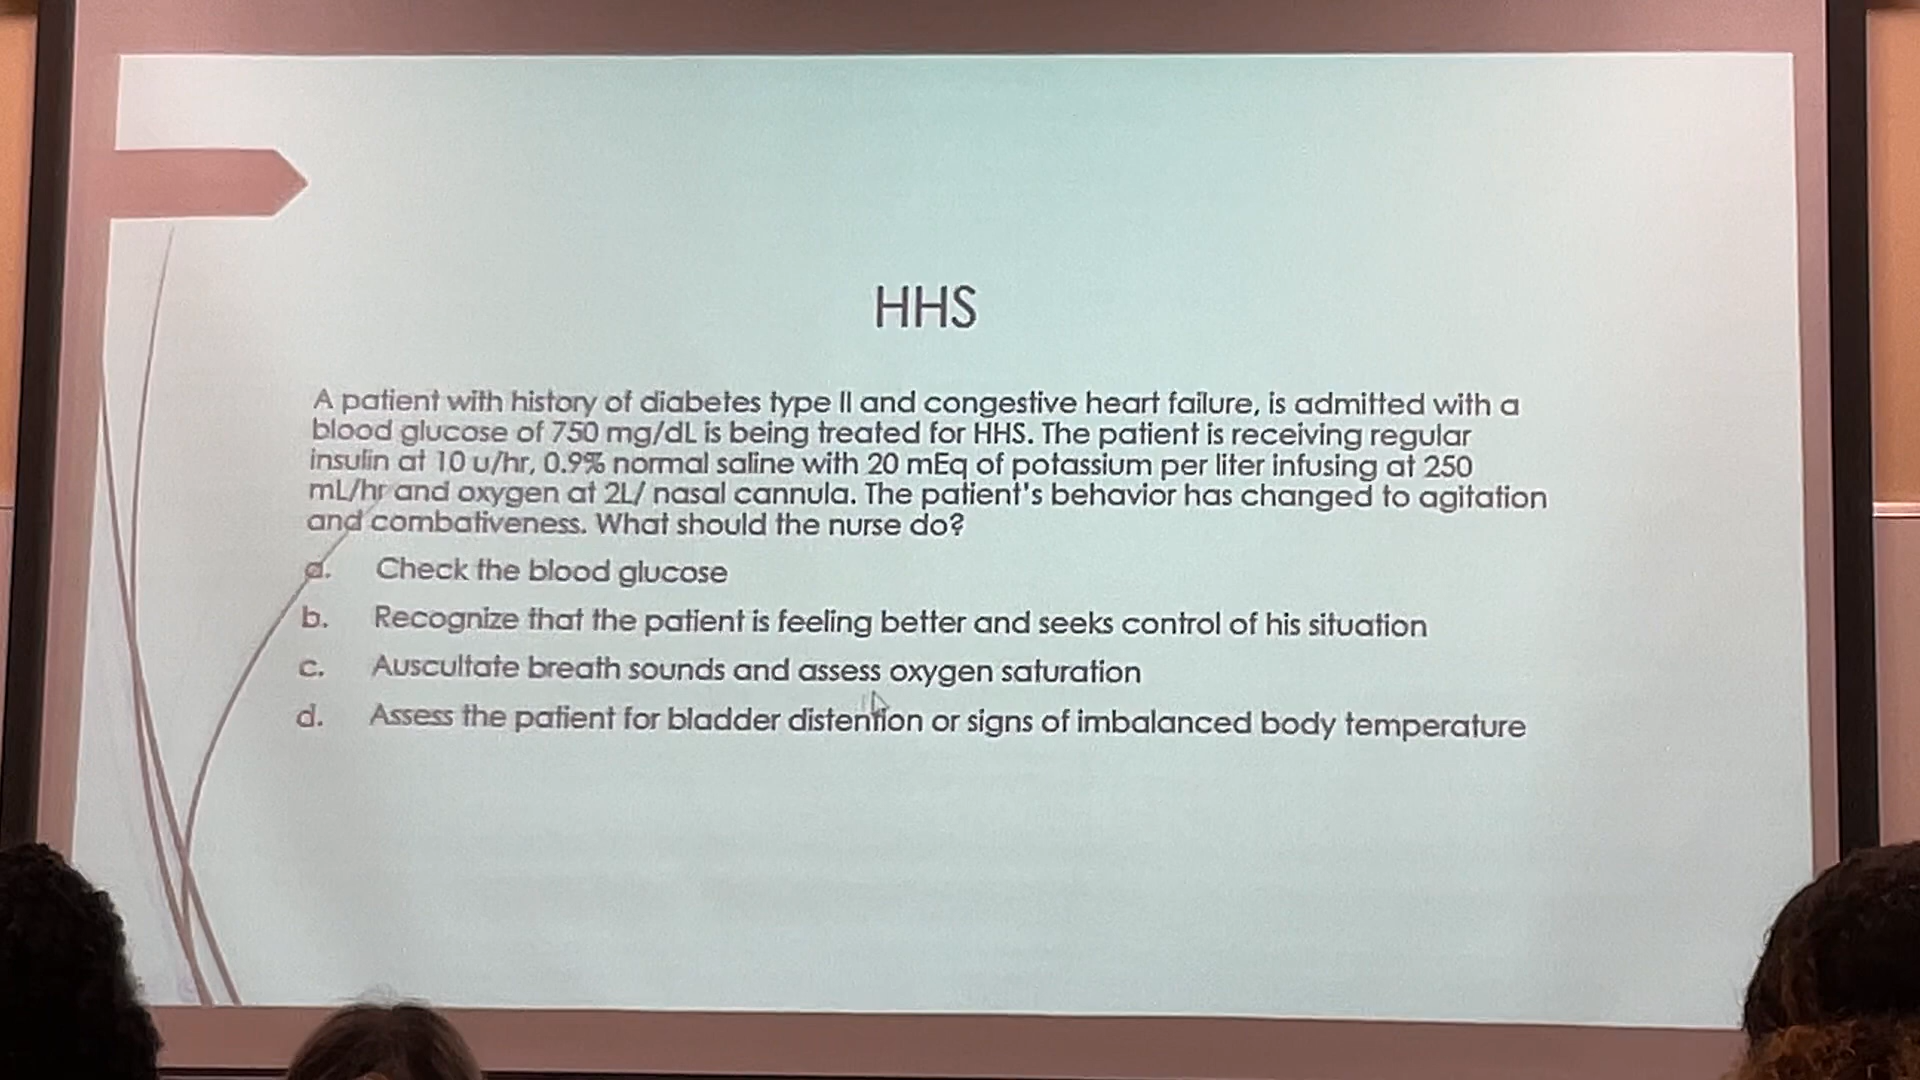 HHS
A patient with history of diabetes type II and congestive heart failure, is admitted with a
blood glucose of 750 mg/dL is being treated for HHS. The patient is receiving regular
insulin at 10 u/hr, 0.9% normal saline with 20 mEq of potassium per liter infusing at 250
mL/hr and oxygen at 2L/ nasal cannula. The patient's behavior has changed to agitation
and combativeness. What should the nurse do?
a. Check the blood glucose
b. Recognize that the patient is feeling better and seeks control of his situation
c. Auscultate breath sounds and assess oxygen saturation
d. Assess the patient for bladder distention or signs of imbalanced body temperature